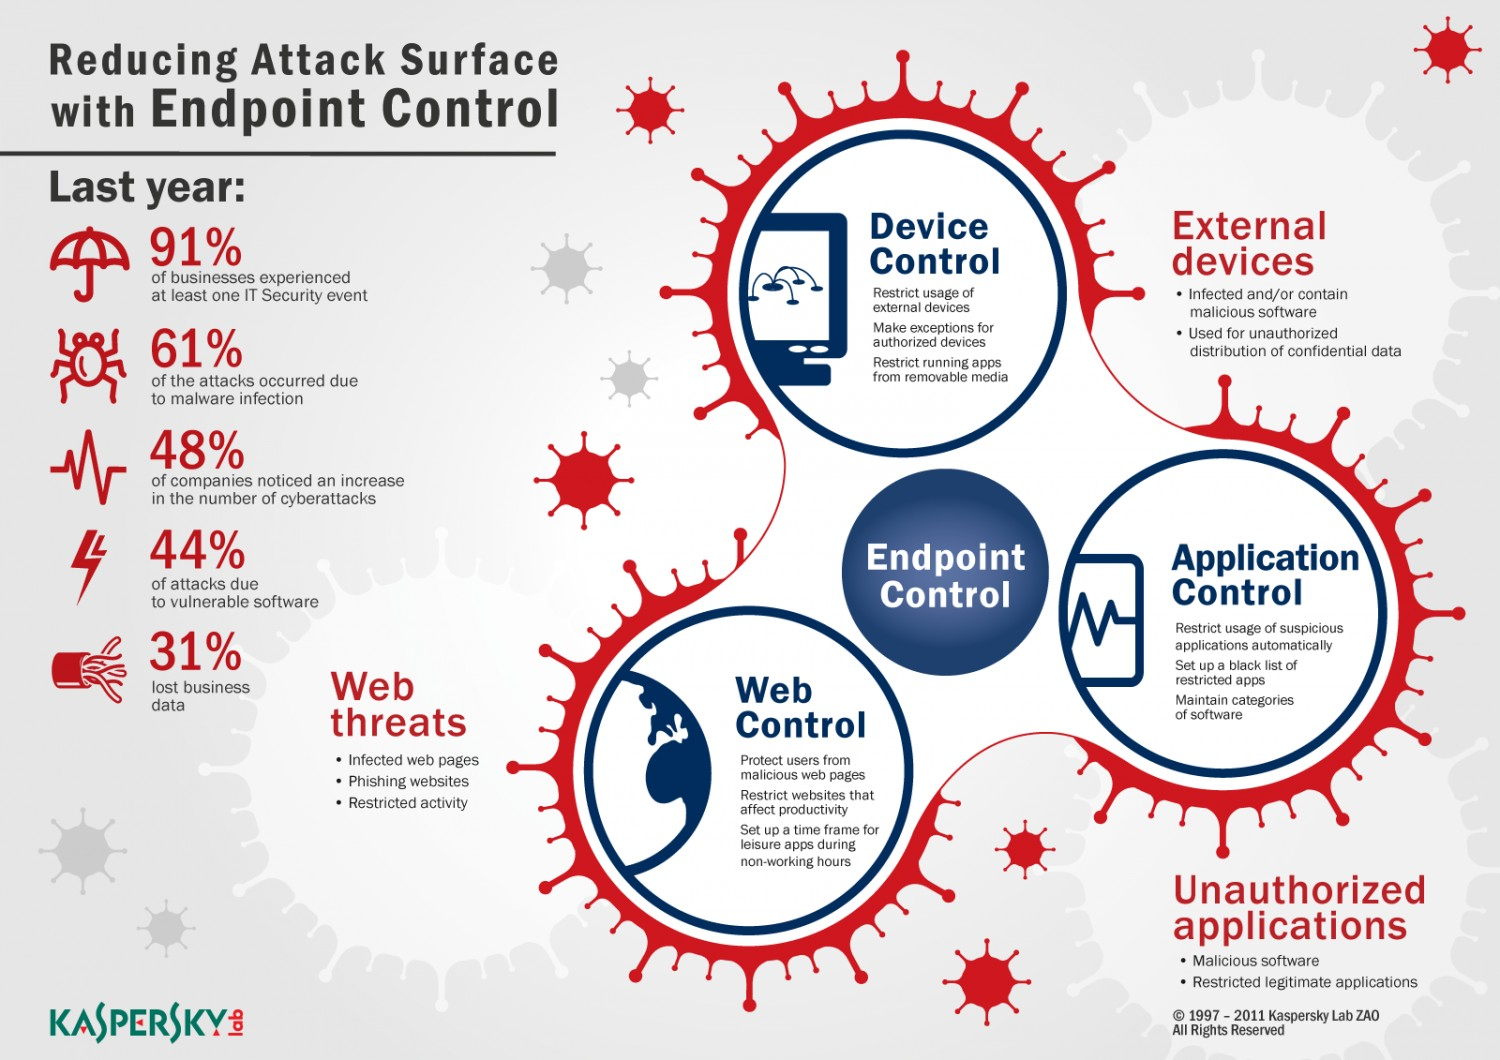 Reducing Attack Surface
with Endpoint Control
Last year:
91%
of businesses experienced
at least one IT Security event
61%
of the attacks occurred due
to malware infection
48%
of companies noticed an increase
in the number of cyberattacks
44%
of attacks due
to vulnerable software
31%
lost business
data
Device
Control
Restrict usage of
external devices
Make exceptions for
authorized devices
Restrict running apps
from removable media
External
devices
• Infected and/or contain
malicious software
• Used for unauthorized
distribution of confidential data
Endpoint
Control
Application
Control
Restrict usage of suspicious
applications automatically
Set up a black list of
restricted apps
Maintain categories
of software
Web
threats
• Infected web pages
• Phishing websites
• Restricted activity
Web
Control
Protect users from
malicious web pages
Restrict websites that
affect productivity
Set up a time frame for
leisure apps during
non-working hours
Unauthorized
applications
• Malicious software
• Restricted legitimate applications
KASPERSKY lab
© 1997 – 2011 Kaspersky Lab ZAO
All Rights Reserved